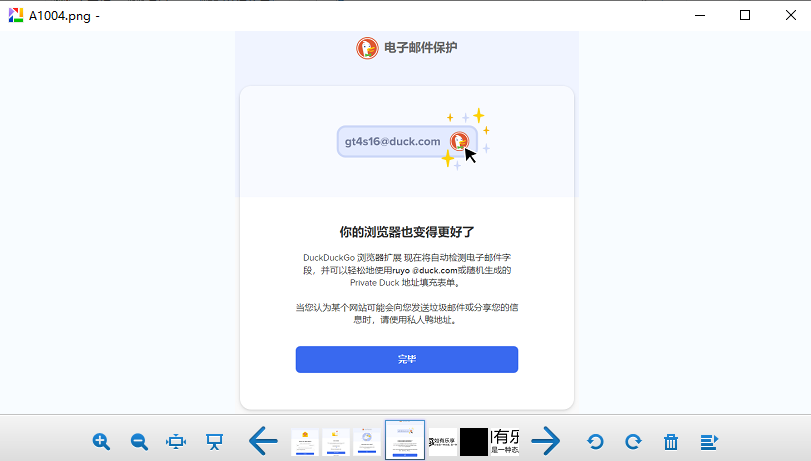 A1004.png -
电子邮件保护
gt4s16@duck.com
你的浏览器也变得更好了
DuckDuckGo 浏览器扩展 现在将自动检测电子邮件字
段，并可以轻松地使用ruyo @duck.com或随机生成的
Private Duck 地址填充表单。
当您认为某个网站可能会向您发送垃圾邮件或分享您的信
息时，请使用私人鸭地址。
完毕
如有乐享
有乐
是一种态